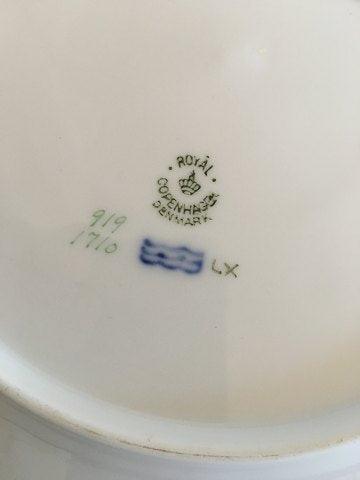 ROYAL
COPENHAGEN
DENMARK
919
1710
LX